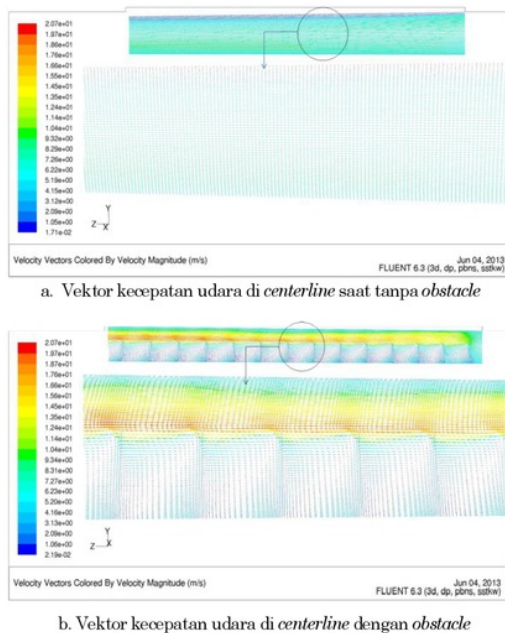 2.07e+01
1.97e+01
1.86e+01
1.76e+01
1.66e+01
1.55e+01
1.45e+01
1.35e+01
1.24e+01
1.14e+01
1.04e+01
9.32e+00
8.29e+00
7.26e+00
6.22e+00
5.19e+00
4.15e+00
3.12e+00
2.09e+00
1.05e+00
1.71e-02
Y
Z X
Velocity Vectors Colored By Velocity Magnitude (m/s)
Jun 04, 2013
FLUENT 6.3 (3d, dp, pbns, sstkw)
a. Vektor kecepatan udara di centerline saat tanpa obstacle
2.07e+01
1.97e+01
1.87e+01
1.76e+01
1.66e+01
1.55e+01
1.45e+01
1.35e+01
1.24e+01
1.14e+01
1.04e+01
9.34e+00
8.31e+00
7.27e+00
6.23e+00
5.20e+00
4.16e+00
3.13e+00
2.09e+00
1.06e+00
2.19e-02
Y
Z X
Velocity Vectors Colored By Velocity Magnitude (m/s)
Jun 04, 2013
FLUENT 6.3 (3d, dp, pbns, sstkw)
b. Vektor kecepatan udara di centerline dengan obstacle